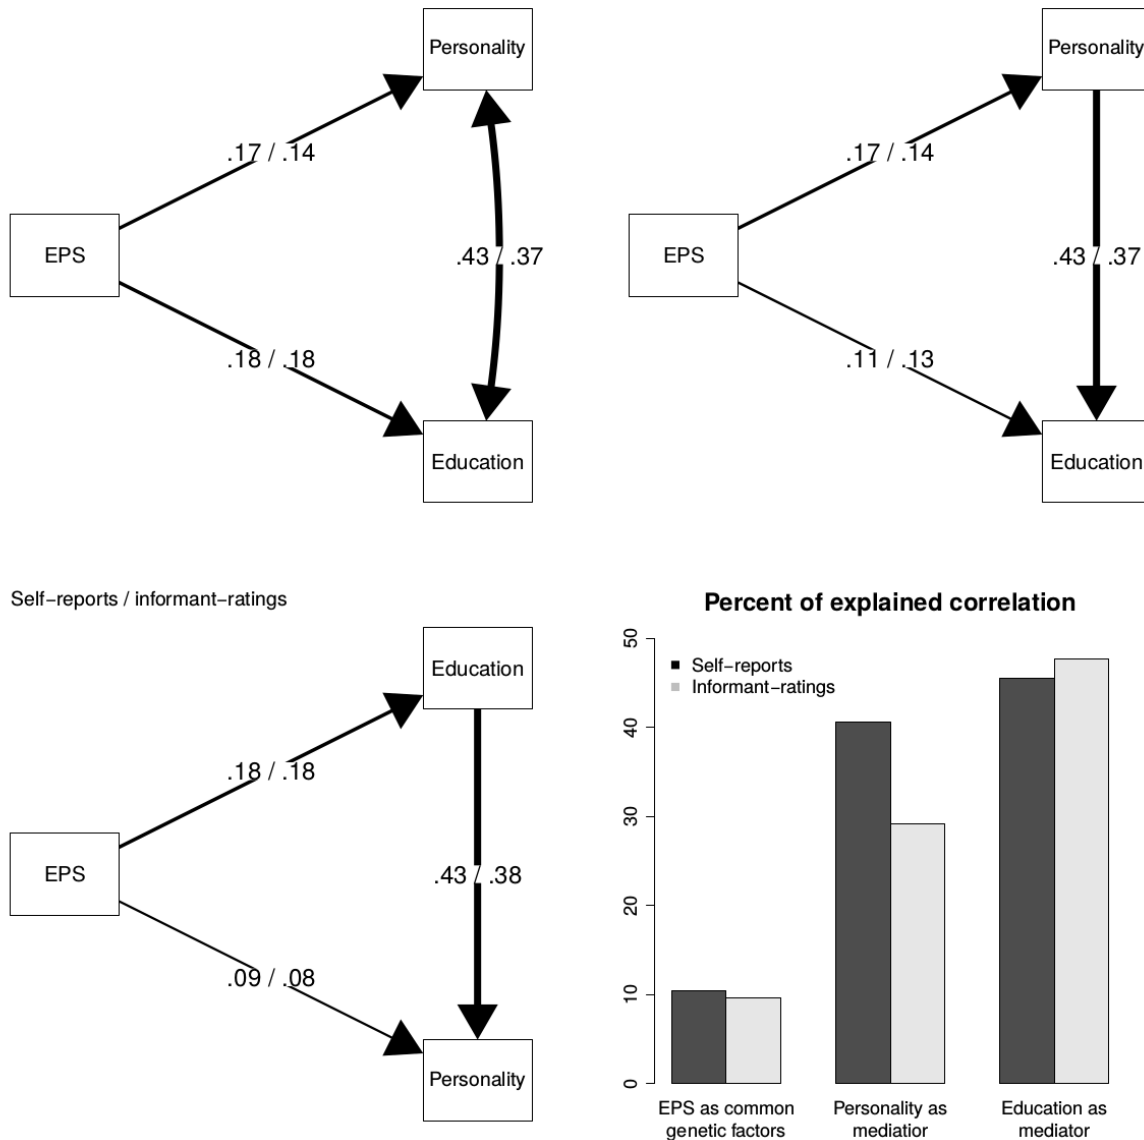 Personality
.17 / .14
EPS
.43 / .37
.18 / .18
Education
Personality
.17 / .14
EPS
.43 / .37
.11 / .13
Education
Self-reports / informant-ratings
Education
.18 / .18
EPS
.43 / .38
.09 / .08
Personality
Percent of explained correlation
Self-reports
Informant-ratings
50
40
30
20
10
0
EPS as common
genetic factors
Personality as
mediatior
Education as
mediator